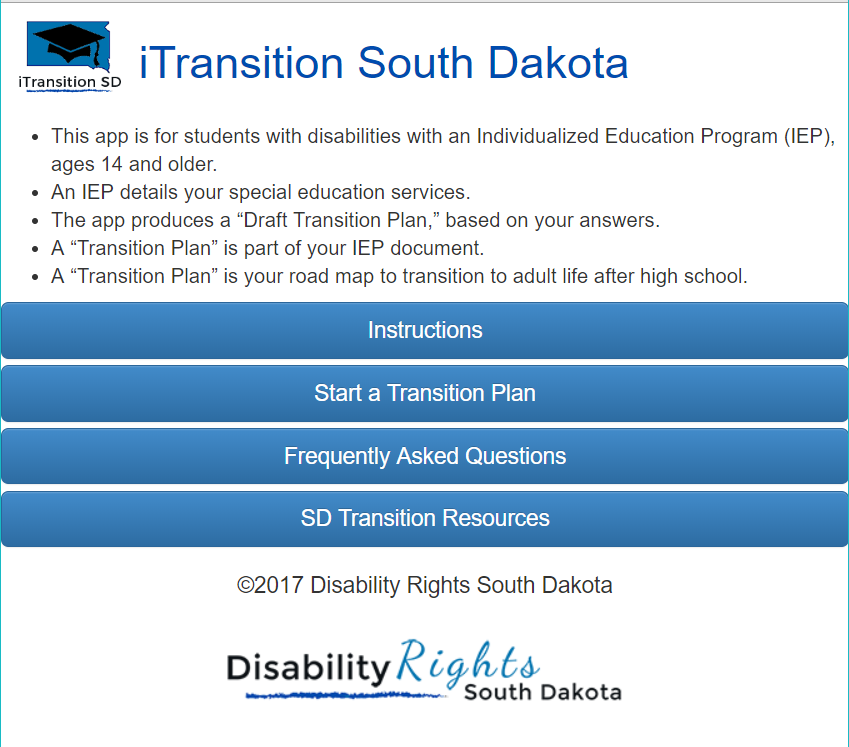 iTransition SD
iTransition South Dakota
• This app is for students with disabilities with an Individualized Education Program (IEP),
ages 14 and older.
• An IEP details your special education services.
• The app produces a “Draft Transition Plan,” based on your answers.
• A “Transition Plan” is part of your IEP document.
• A “Transition Plan” is your road map to transition to adult life after high school.
Instructions
Start a Transition Plan
Frequently Asked Questions
SD Transition Resources
©2017 Disability Rights South Dakota
Disability Rights
South Dakota